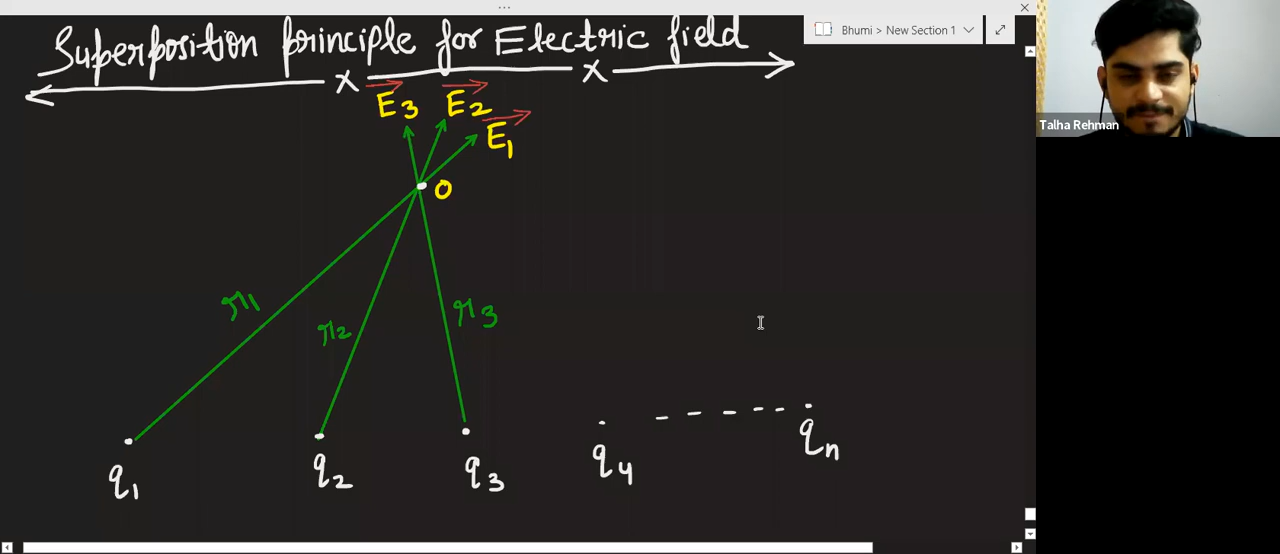 Bhumi > New Section 1
Superposition principle for Electric field
E3 E2
E1
Talha Rehman
O
r1
r2
r3
q1
q2
q3
q4
qn